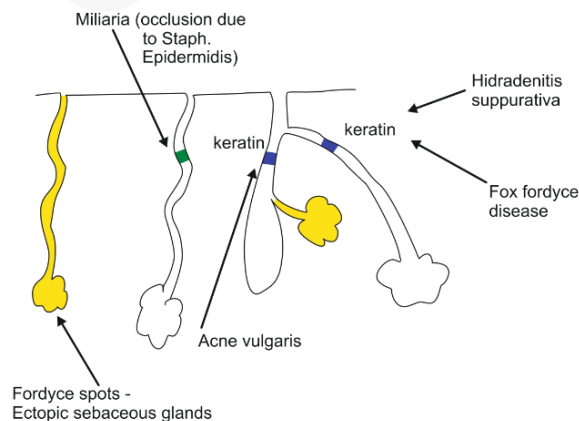 Miliaria (occlusion due
to Staph.
Epidermidis)
Hidradenitis
suppurativa
keratin
keratin
Fox fordyce
disease
Acne vulgaris
Fordyce spots -
Ectopic sebaceous glands